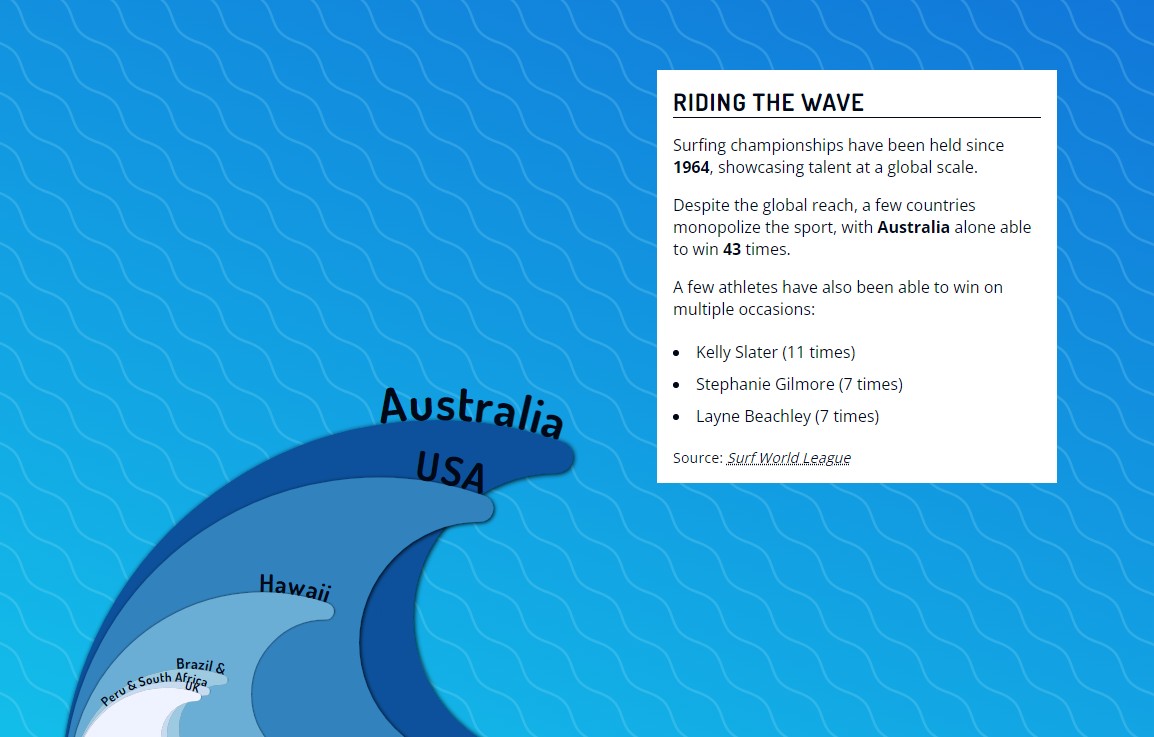 RIDING THE WAVE
Surfing championships have been held since
1964, showcasing talent at a global scale.
Despite the global reach, a few countries
monopolize the sport, with Australia alone able
to win 43 times.
A few athletes have also been able to win on
multiple occasions:
• Kelly Slater (11 times)
• Stephanie Gilmore (7 times)
• Layne Beachley (7 times)
Source: Surf World League
Australia
USA
Hawaii
Brazil &
UK
Peru & South Africa